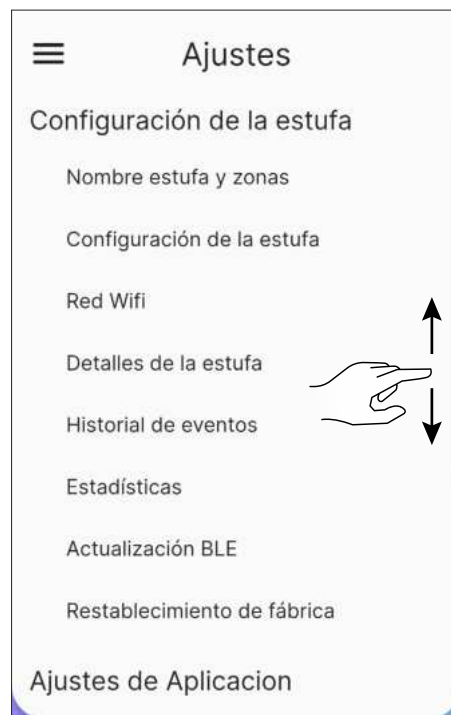 Ajustes
Configuración de la estufa
Nombre estufa y zonas
Configuración de la estufa
Red Wifi
Detalles de la estufa
Historial de eventos
Estadísticas
Actualización BLE
Restablecimiento de fábrica
Ajustes de Aplicacion